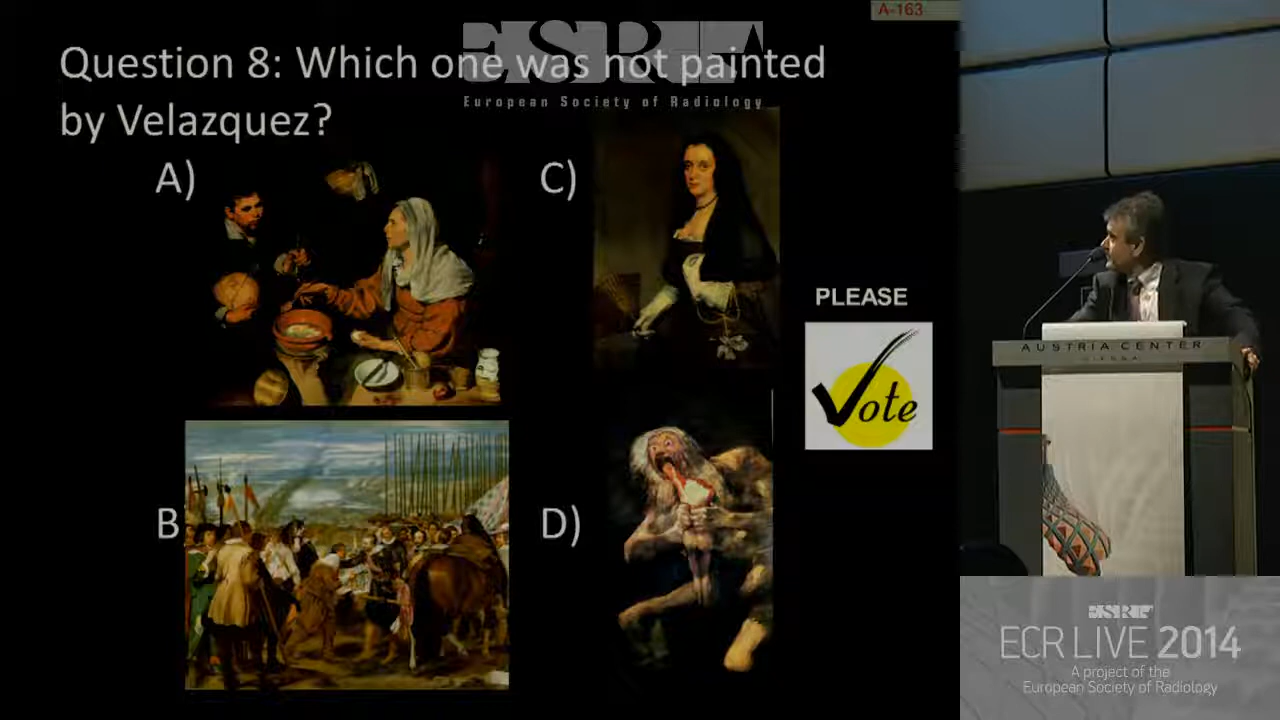 A-163
ESR
European Society of Radiology
Question 8: Which one was not painted
by Velazquez?
A)
C)
PLEASE
Vote
B
D)
AUSTRIA CENTER
VIENNA
ESR
ECR LIVE 2014
A project of the
European Society of Radiology